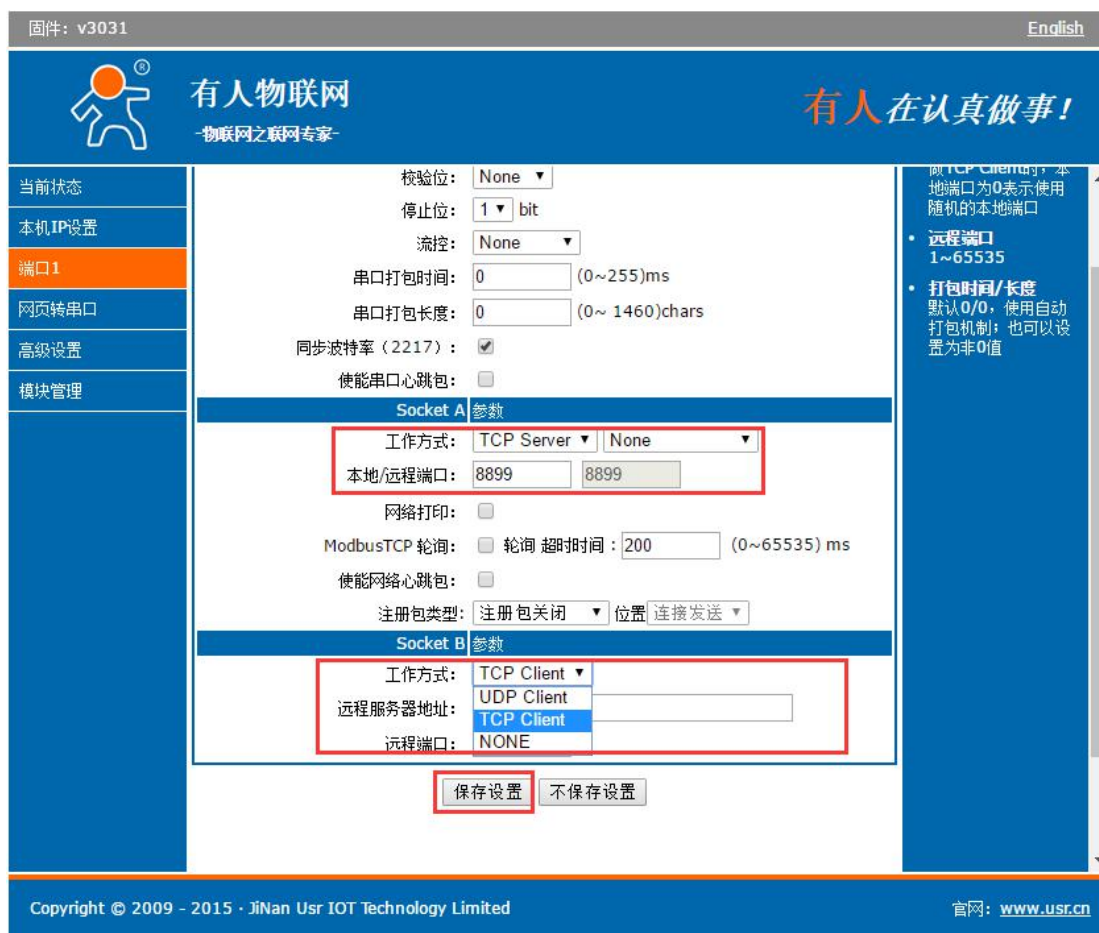 固件：v3031
English
®
有人物联网
-物联网之联网专家-
有人在认真做事!
当前状态
本机IP设置
端口1
网页转串口
高级设置
模块管理
校验位： None
停止位： 1 bit
流控： None
串口打包时间： 0 (0~255)ms
串口打包长度： 0 (0~ 1460)chars
同步波特率（2217）：
使能串口心跳包：
Socket A 参数
工作方式： TCP Server None
本地/远程端口： 8899 8899
网络打印：
ModbusTCP 轮询： 轮询 超时时间：200 (0~65535) ms
使能网络心跳包：
注册包类型： 注册包关闭 位置 连接发送
Socket B 参数
工作方式： TCP Client
UDP Client
远程服务器地址：
TCP Client
远程端口： NONE
保存设置 不保存设置
做TCP Client时，本
地端口为0表示使用
随机的本地端口
• 远程端口
1~65535
• 打包时间/长度
默认0/0，使用自动
打包机制；也可以设
置为非0值
Copyright © 2009 - 2015 · JiNan Usr IOT Technology Limited
官网：www.usr.cn